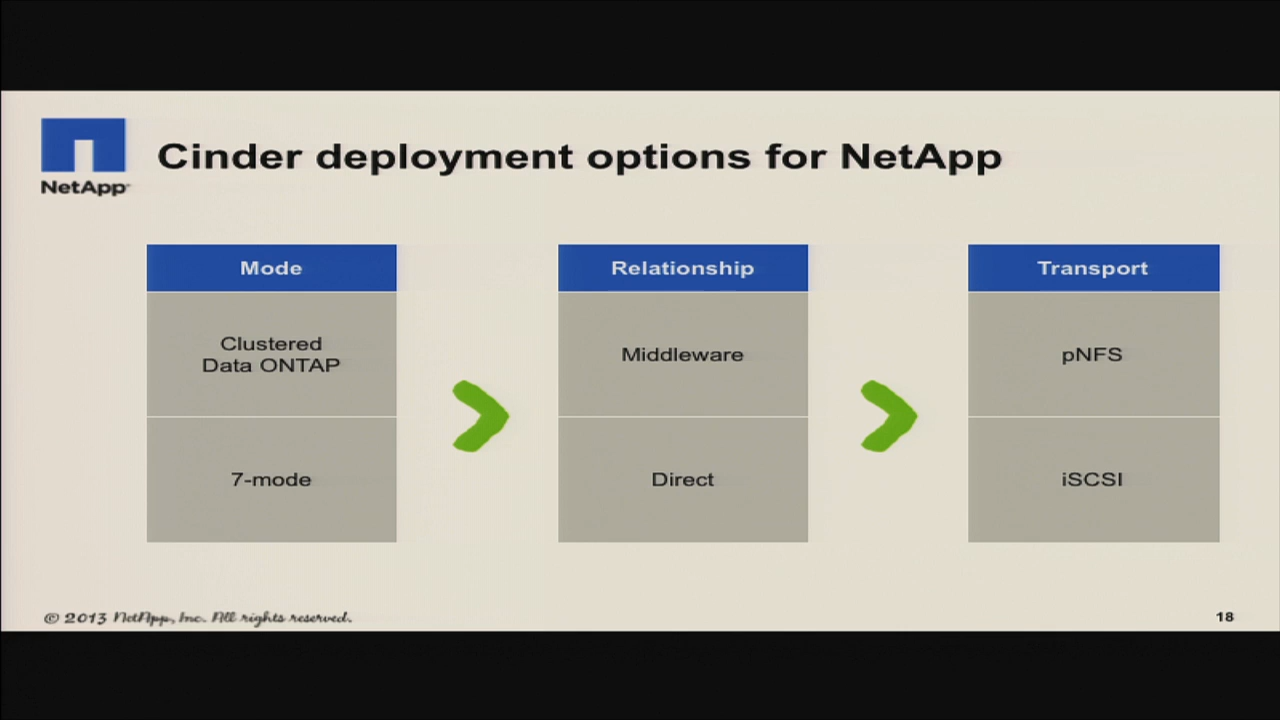 NetApp
Cinder deployment options for NetApp
Mode
Clustered
Data ONTAP
7-mode
Relationship
Middleware
Direct
Transport
pNFS
iSCSI
© 2013 NetApp, Inc. All rights reserved.
18